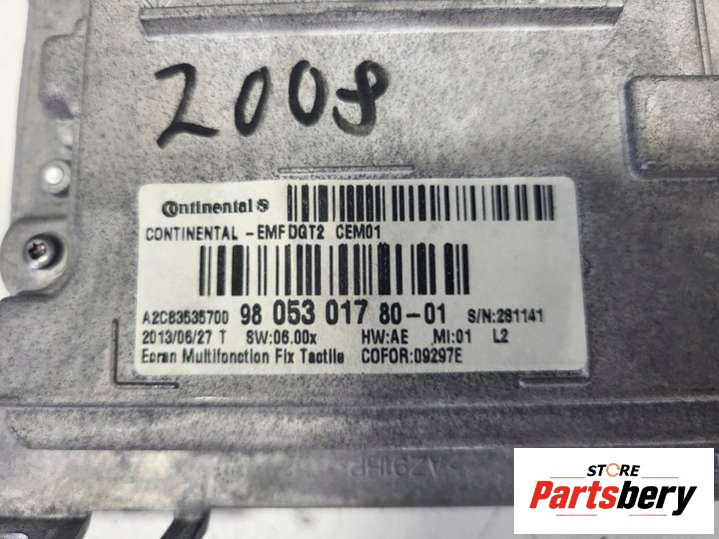 2008
Continental
CONTINENTAL -EMF DGT2 CEM01
A2C83535700 98 053 017 80-01 S/N:281141
2013/06/27 T SW:06.00x HW:AE MI:01 L2
Ecran Multifonction Fix Tactile COFOR:09297E
STORE
Partsbery